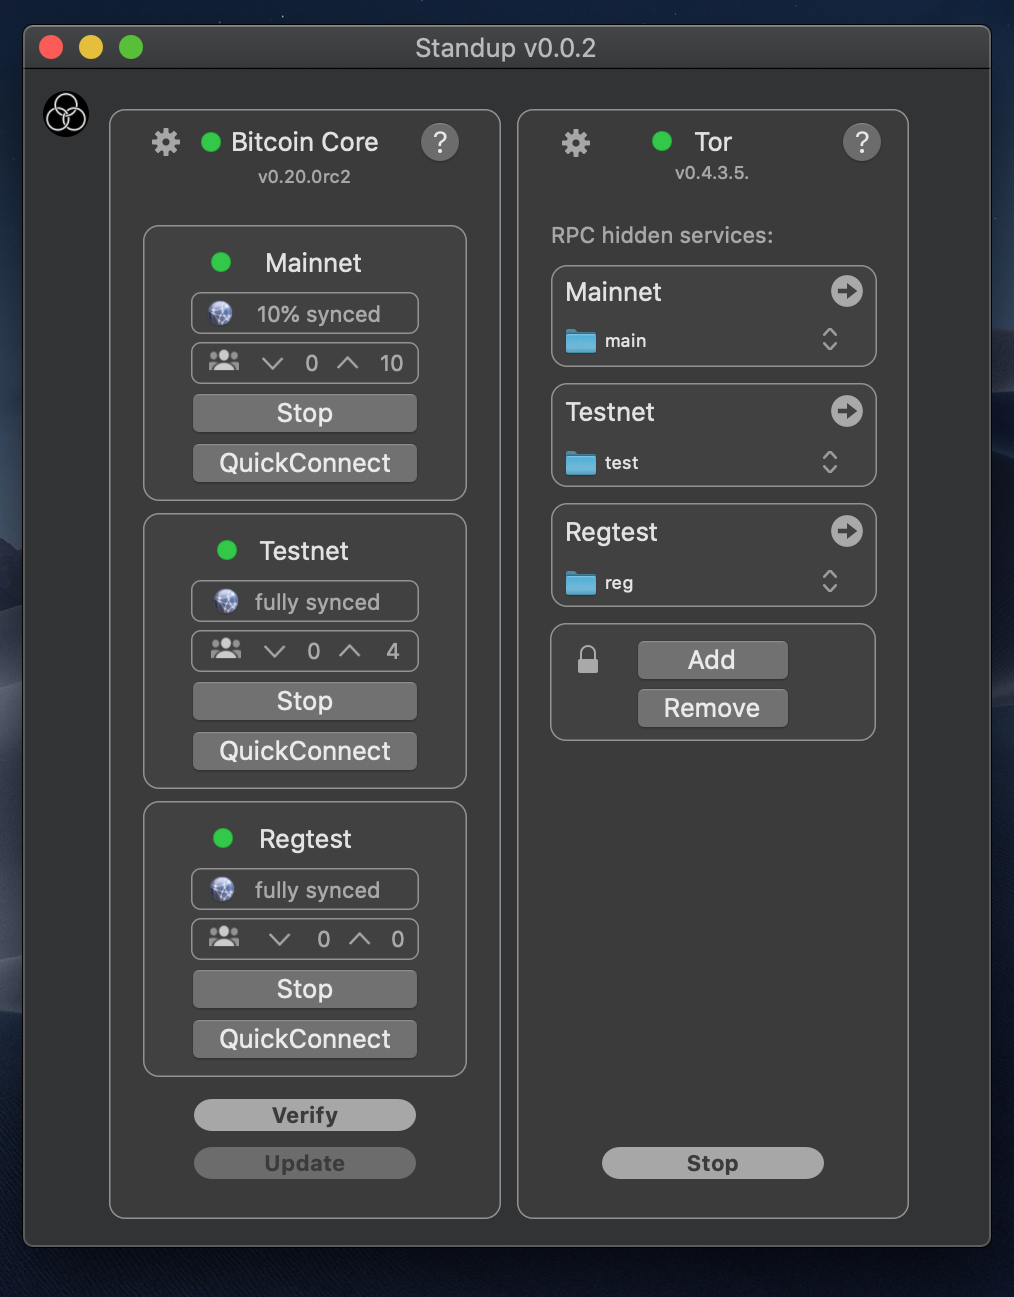 Standup v0.0.2
Bitcoin Core
?
v0.20.0rc2
Mainnet
10% synced
0 10
Stop
QuickConnect
Testnet
fully synced
0 4
Stop
QuickConnect
Regtest
fully synced
0 0
Stop
QuickConnect
Verify
Update
Tor
?
v0.4.3.5.
RPC hidden services:
Mainnet
main
Testnet
test
Regtest
reg
Add
Remove
Stop